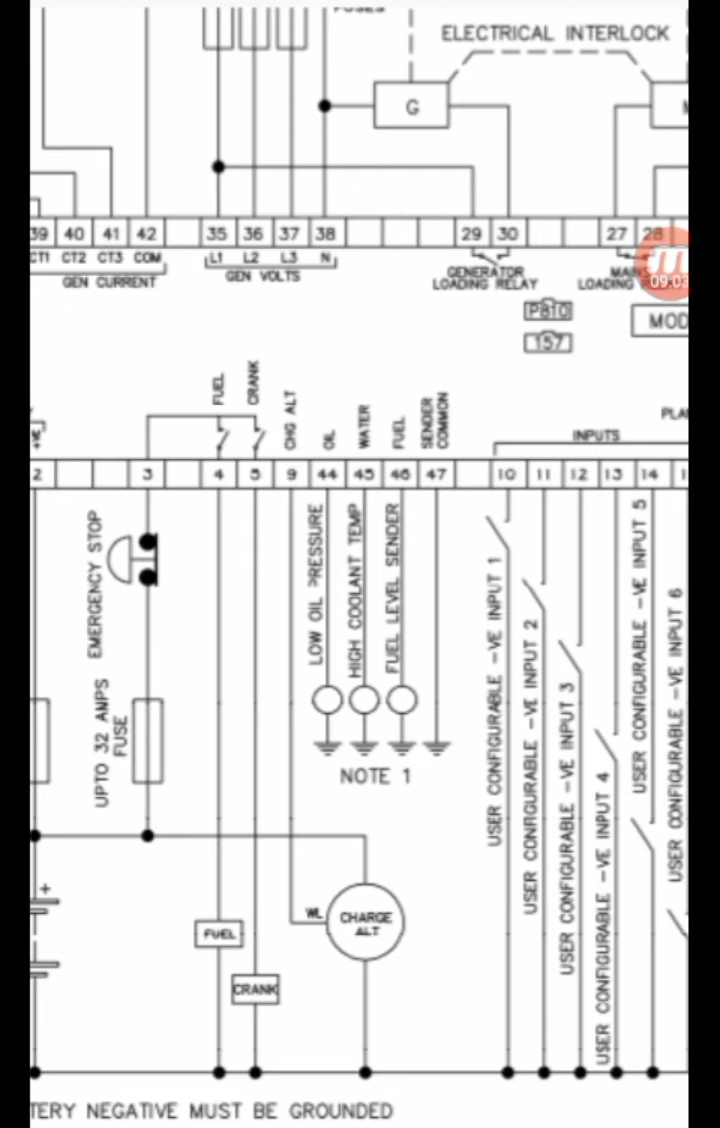 ELECTRICAL INTERLOCK
G
39 40 41 42 35 36 37 38 29 30 27 28
CT1 CT2 CT3 COM L1 L2 L3 N
GEN CURRENT
GEN VOLTS
GENERATOR
LOADING RELAY
LOADING
09:03
P810
157
MOD
FUEL
CRANK
CHG ALT
OIL
WATER
FUEL
SENDER
COMMON
INPUTS
2 3 4 5 9 44 45 46 47 10 11 12 13 14
EMERGENCY STOP
UPTO 32 AMPS
FUSE
LOW OIL PRESSURE
HIGH COOLANT TEMP
FUEL LEVEL SENDER
NOTE 1
USER CONFIGURABLE -VE INPUT 1
USER CONFIGURABLE -VE INPUT 2
USER CONFIGURABLE -VE INPUT 3
USER CONFIGURABLE -VE INPUT 4
USER CONFIGURABLE -VE INPUT 5
USER CONFIGURABLE -VE INPUT 6
+
WL
CHARGE
ALT
FUEL
CRANK
TERY NEGATIVE MUST BE GROUNDED